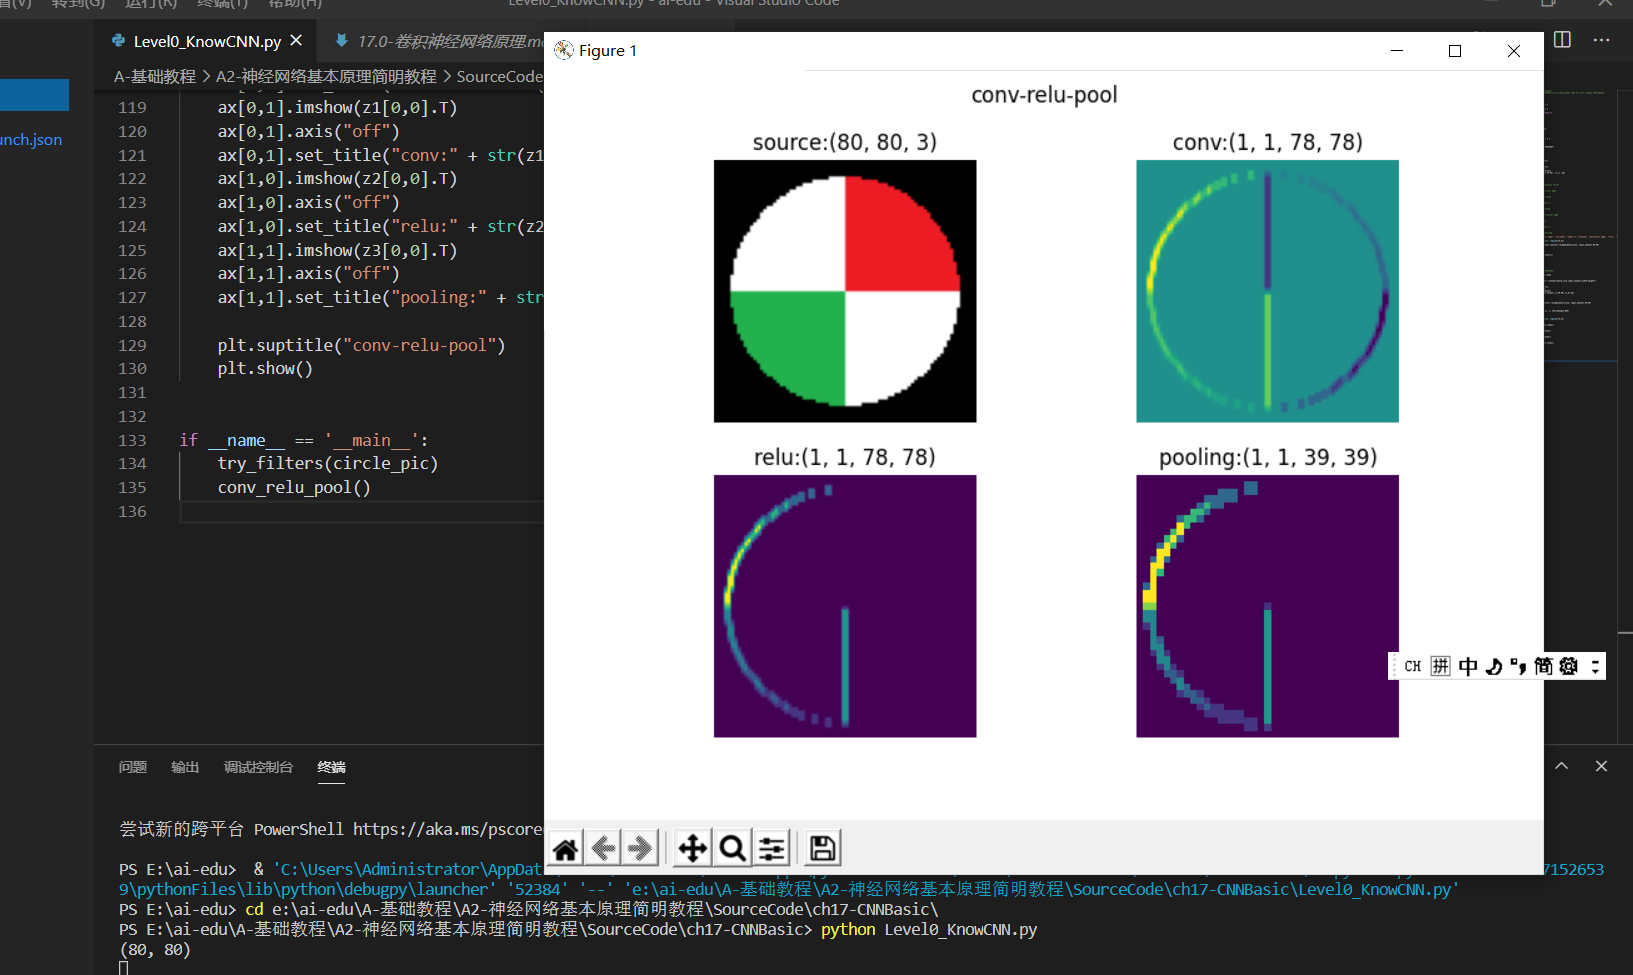 看(V) 转到(G) 运行(R) 终端(T) 帮助(H)
Level0_KnowCNN.py - ai-edu - Visual Studio Code
Level0_KnowCNN.py
17.0-卷积神经网络原理.m
A-基础教程 > A2-神经网络基本原理简明教程 > SourceCode
unch.json
119 ax[0,1].imshow(z1[0,0].T)
120 ax[0,1].axis("off")
121 ax[0,1].set_title("conv:" + str(z1
122 ax[1,0].imshow(z2[0,0].T)
123 ax[1,0].axis("off")
124 ax[1,0].set_title("relu:" + str(z2
125 ax[1,1].imshow(z3[0,0].T)
126 ax[1,1].axis("off")
127 ax[1,1].set_title("pooling:" + str
128
129 plt.suptitle("conv-relu-pool")
130 plt.show()
131
132
133 if __name__ == '__main__':
134 try_filters(circle_pic)
135 conv_relu_pool()
136
Figure 1
conv-relu-pool
source:(80, 80, 3)
conv:(1, 1, 78, 78)
relu:(1, 1, 78, 78)
pooling:(1, 1, 39, 39)
CH 拼 中 简
问题 输出 调试控制台 终端
尝试新的跨平台 PowerShell https://aka.ms/pscore
PS E:\ai-edu> & 'C:\Users\Administrator\AppDat
7152653
9\pythonFiles\lib\python\debugpy\launcher' '52384' '--' 'e:\ai-edu\A-基础教程\A2-神经网络基本原理简明教程\SourceCode\ch17-CNNBasic\Level0_KnowCNN.py'
PS E:\ai-edu> cd e:\ai-edu\A-基础教程\A2-神经网络基本原理简明教程\SourceCode\ch17-CNNBasic\
PS E:\ai-edu\A-基础教程\A2-神经网络基本原理简明教程\SourceCode\ch17-CNNBasic> python Level0_KnowCNN.py
(80, 80)